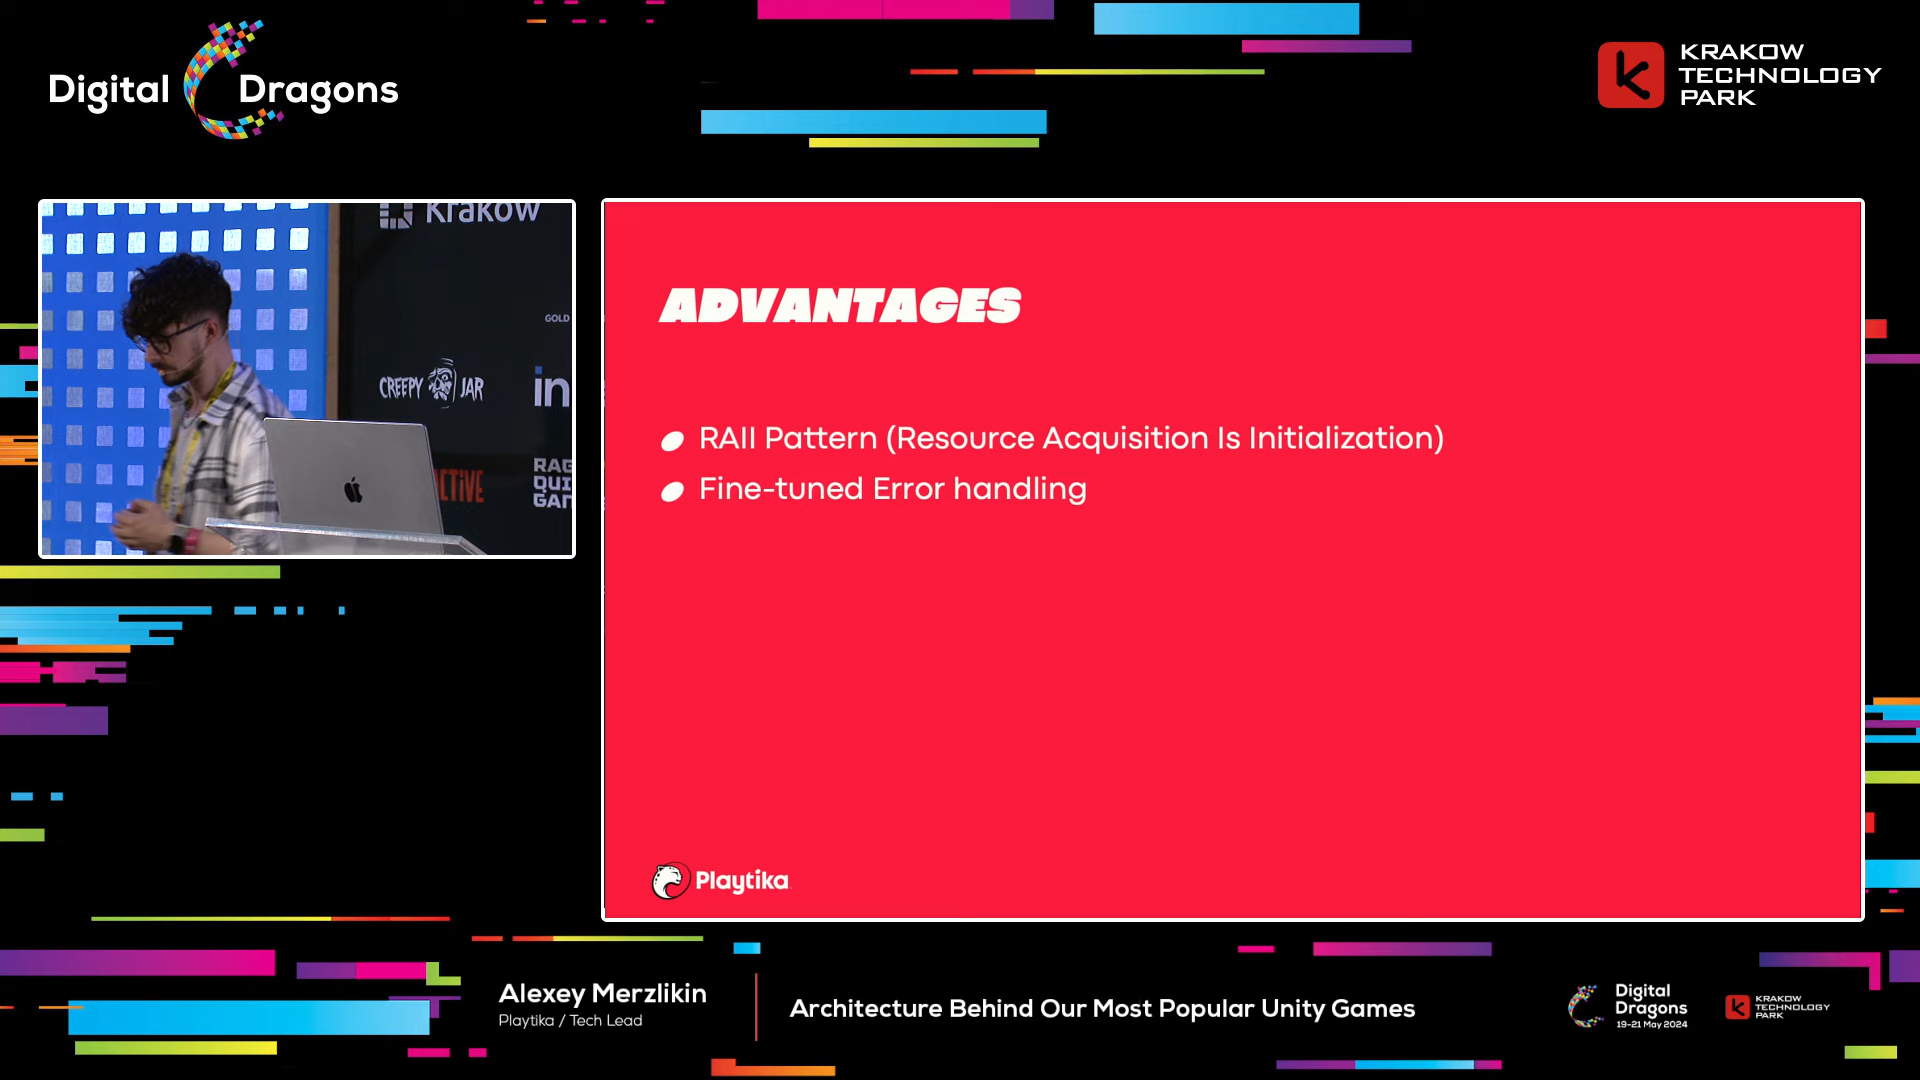 Digital Dragons
KRAKOW
TECHNOLOGY
PARK
Krakow
GOLD
CREEPY JAR
in
CTIVE
RAG
QUI
GAN
ADVANTAGES
RAII Pattern (Resource Acquisition Is Initialization)
Fine-tuned Error handling
Playtika
Alexey Merzlikin
Playtika / Tech Lead
Architecture Behind Our Most Popular Unity Games
Digital
Dragons
19-21 May 2024
KRAKOW
TECHNOLOGY
PARK